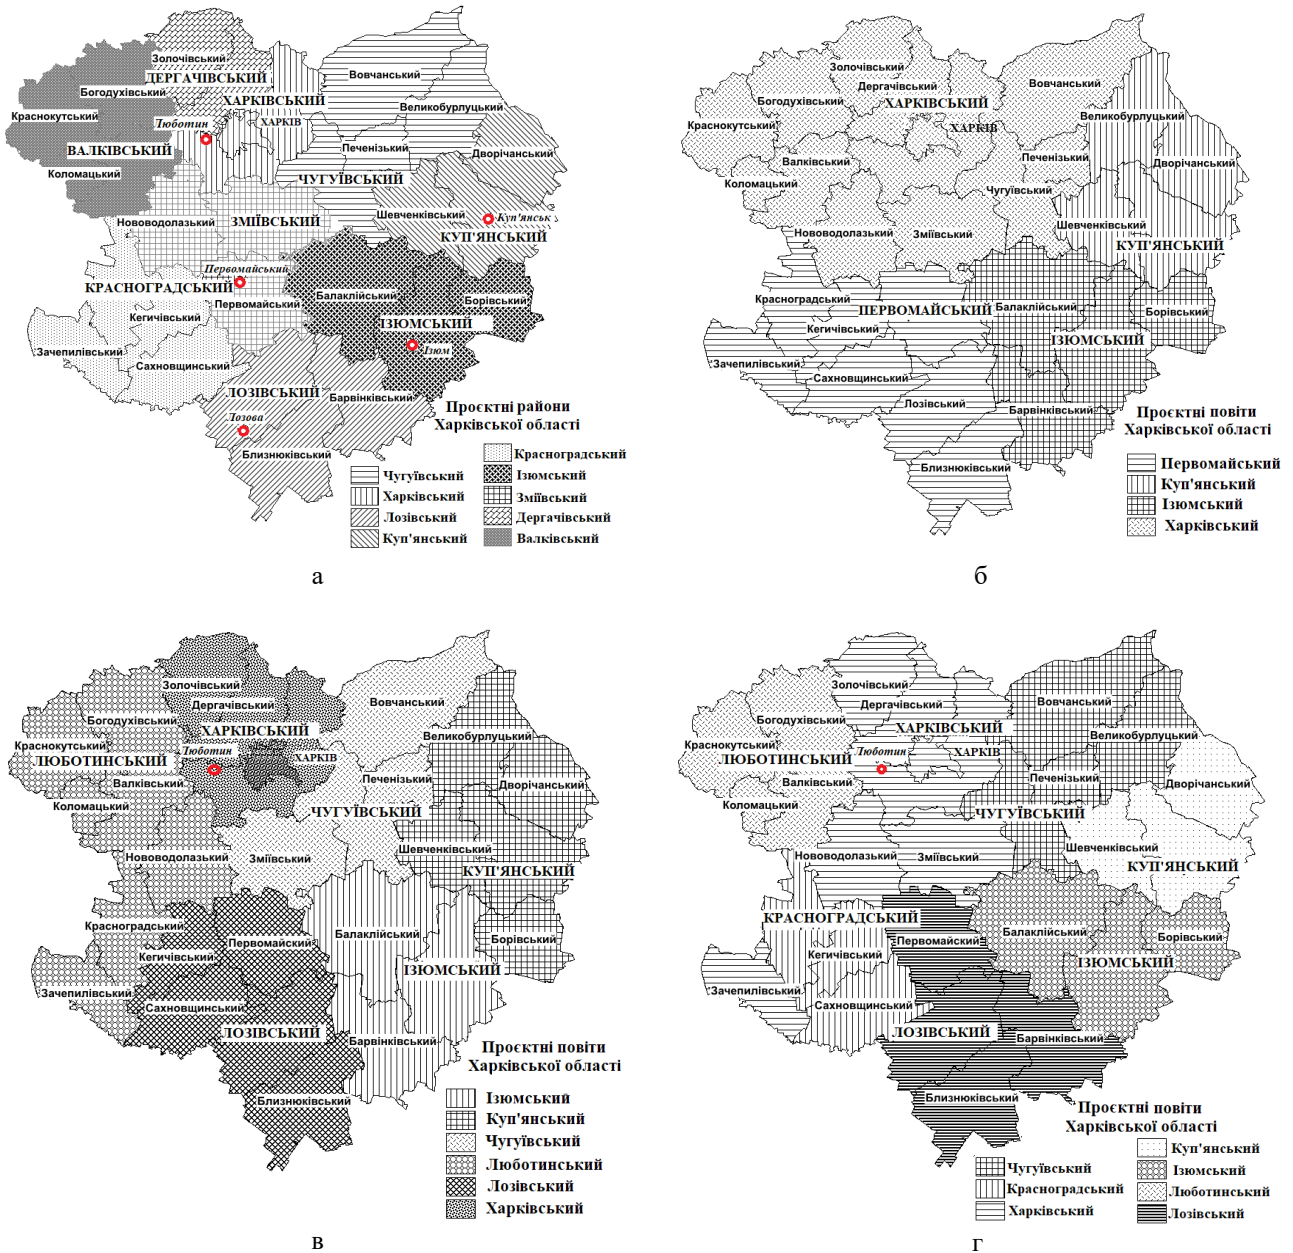 Золочівський
ДЕРГАЧІВСЬКИЙ
Вовчанський
Богодухівський
ХАРКІВСЬКИЙ
Великобурлуцький
Краснокутський
Люботин
ХАРКІВ
ВАЛКІВСЬКИЙ
Печенізький
Дворічанський
Коломацький
ЧУГУЇВСЬКИЙ
Нововодолазький
ЗМІЇВСЬКИЙ
Шевченківський
Куп'янськ
КУП'ЯНСЬКИЙ
Первомайський
КРАСНОГРАДСЬКИЙ
Балаклійський
Борівський
Первомайський
Кегичівський
ІЗЮМСЬКИЙ
Зачепилівський
Ізюм
Сахновщинський
ЛОЗІВСЬКИЙ
Барвінківський
Лозова
Близнюківський
Проєктні райони
Харківської області
Чугуївський
Харківський
Лозівський
Куп'янський
Красноградський
Ізюмський
Зміївський
Дергачівський
Валківський
а
Золочівський
Вовчанський
Дергачівський
Богодухівський
ХАРКІВСЬКИЙ
Великобурлуцький
Краснокутський
ХАРКІВ
Валківський
Печенізький
Дворічанський
Коломацький
Чугуївський
Нововодолазький
Зміївський
Шевченківський
КУП'ЯНСЬКИЙ
Красноградський
ПЕРВОМАЙСЬКИЙ
Балаклійський
Борівський
Кегичівський
ІЗЮМСЬКИЙ
Зачепилівський
Сахновщинський
Лозівський
Барвінківський
Близнюківський
Проєктні повіти
Харківської області
Первомайський
Куп'янський
Ізюмський
Харківський
б
Золочівський
Вовчанський
Дергачівський
Богодухівський
ХАРКІВСЬКИЙ
Великобурлуцький
Краснокутський
Люботин
ХАРКІВ
ЛЮБОТИНСЬКИЙ
Валківський
Печенізький
Дворічанський
Коломацький
ЧУГУЇВСЬКИЙ
Нововодолазький
Зміївський
Шевченківський
КУП'ЯНСЬКИЙ
Красноградський
Первомаиский
Балаклійський
Борівський
Кегичівський
ІЗЮМСЬКИЙ
Зачепилівський
Сахновщинський
ЛОЗІВСЬКИЙ
Барвінківський
Близнюківський
Проєктні повіти
Харківської області
Ізюмський
Куп'янський
Чугуївський
Люботинський
Лозівський
Харківський
в
Золочівський
Вовчанський
Дергачівський
Богодухівський
ХАРКІВСЬКИЙ
Великобурлуцький
Краснокутський
Люботин
ХАРКІВ
ЛЮБОТИНСЬКИЙ
Валківський
Печенізький
Дворічанський
Коломацький
ЧУГУЇВСЬКИЙ
Нововодолазький
Зміївський
Шевченківський
КУП'ЯНСЬКИЙ
КРАСНОГРАДСЬКИЙ
Первомайский
Балаклійський
Борівський
Кегичівський
ІЗЮМСЬКИЙ
Зачепилівський
Сахновщинський
ЛОЗІВСЬКИЙ
Барвінківський
Близнюківський
Проєктні повіти
Харківської області
Чугуївський
Красноградський
Харківський
Куп'янський
Ізюмський
Люботинський
Лозівський
г